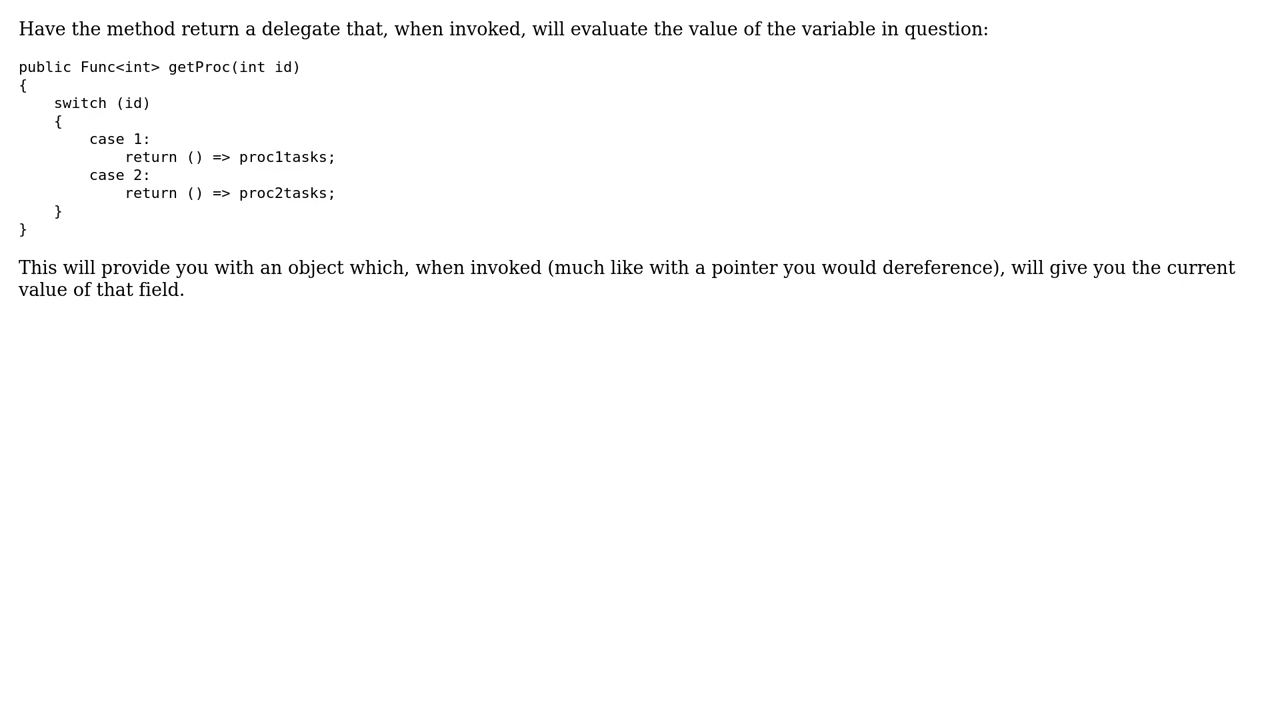 Have the method return a delegate that, when invoked, will evaluate the value of the variable in question:
public Func<int> getProc(int id)
{
    switch (id)
    {
        case 1:
            return () => proc1tasks;
        case 2:
            return () => proc2tasks;
    }
}
This will provide you with an object which, when invoked (much like with a pointer you would dereference), will give you the current
value of that field.